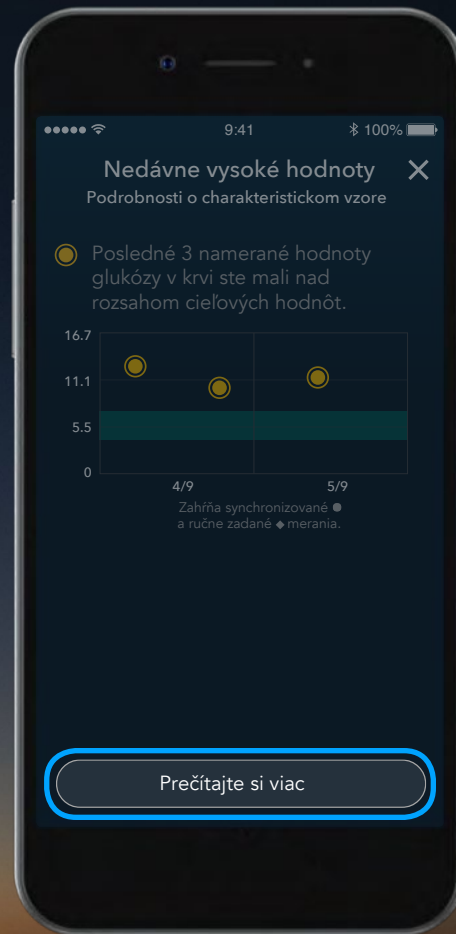 9:41
100%
Nedávne vysoké hodnoty
Podrobnosti o charakteristickom vzore
Posledné 3 namerané hodnoty
glukózy v krvi ste mali nad
rozsahom cieľových hodnôt.
16.7
11.1
5.5
0
4/9 5/9
Zahŕňa synchronizované ●
a ručne zadané ◆ merania.
Prečítajte si viac